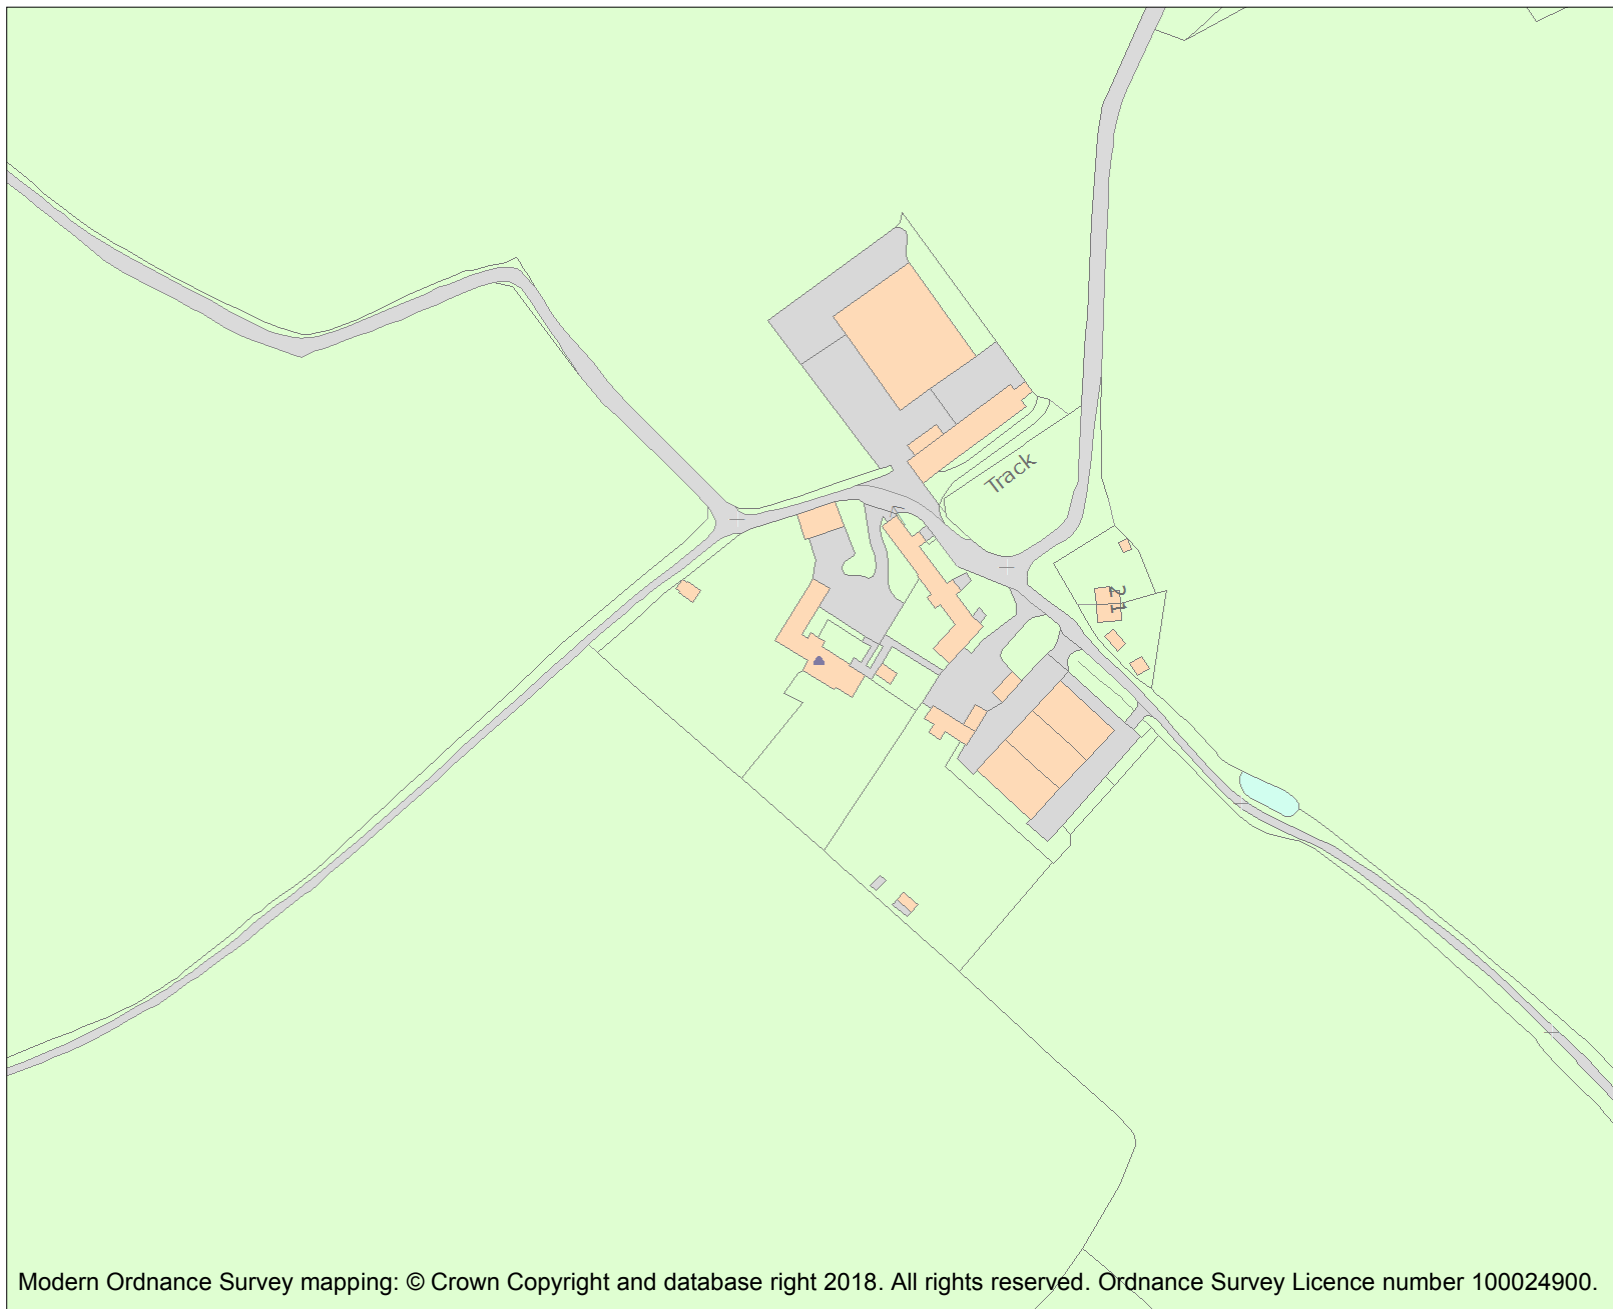 Track
21
Modern Ordnance Survey mapping: © Crown Copyright and database right 2018. All rights reserved. Ordnance Survey Licence number 100024900.